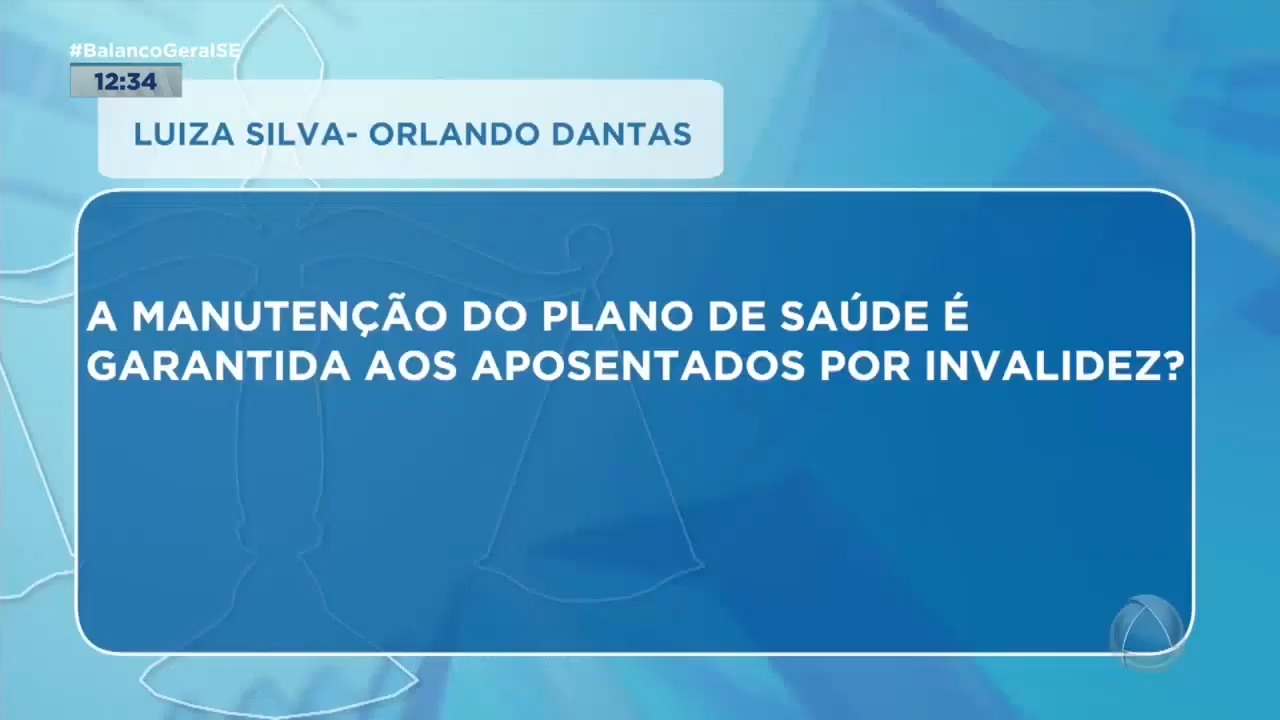 #BalancoGeralSE
12:34
LUIZA SILVA- ORLANDO DANTAS
A MANUTENÇÃO DO PLANO DE SAÚDE É
GARANTIDA AOS APOSENTADOS POR INVALIDEZ?